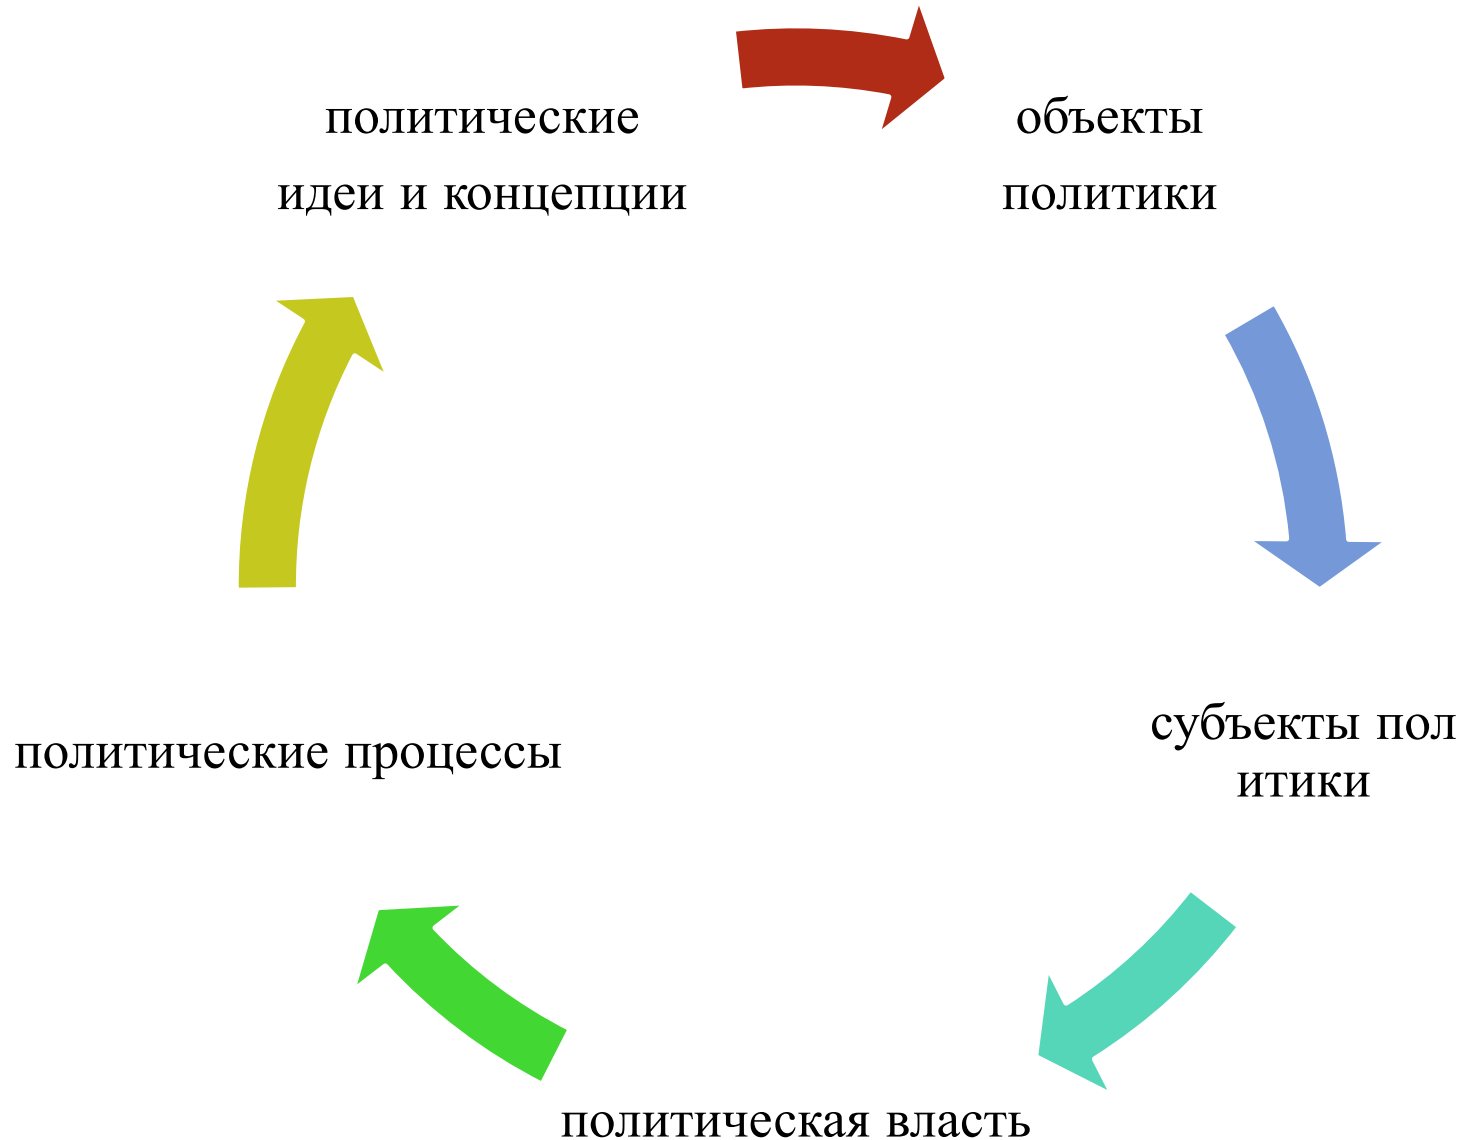 политические
идеи и концепции
объекты
политики
субъекты пол
итики
политическая власть
политические процессы